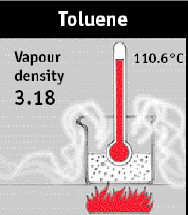 Toluene
Vapour
density
3.18
110.6°C